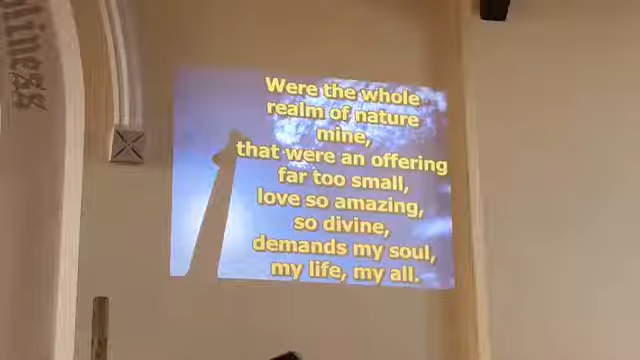 Were the whole
realm of nature
mine,
that were an offering
far too small,
love so amazing,
so divine,
demands my soul,
my life, my all.